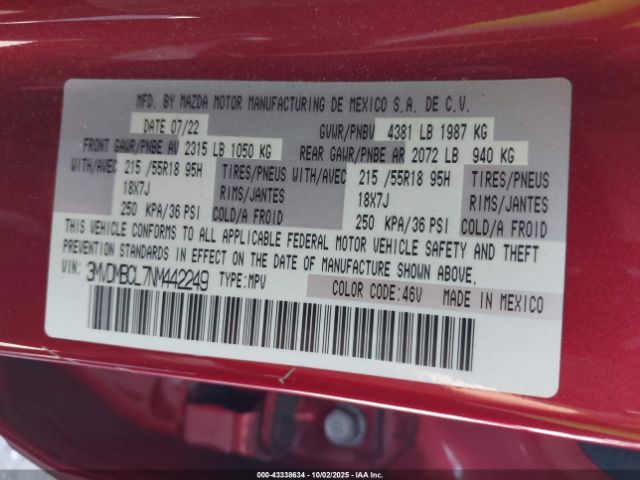 MFD. BY MAZDA MOTOR MANUFACTURING DE MEXICO S.A. DE C.V.
DATE 07/22 GVWR/PNBV 4381 LB 1987 KG
FRONT GAWR/PNBE AV 2315 LB 1050 KG REAR GAWR/PNBE AR 2072 LB 940 KG
WITH/AVEC 215 /55R18 95H TIRES/PNEUS WITH/AVEC 215 /55R18 95H TIRES/PNEUS
18X7J RIMS/JANTES 18X7J RIMS/JANTES
250 KPA/36 PSI COLD/A FROID 250 KPA/36 PSI COLD/A FROID
THIS VEHICLE CONFORMS TO ALL APPLICABLE FEDERAL MOTOR VEHICLE SAFETY AND THEFT
PREVENTION STANDARDS IN EFFECT ON THE DATE OF MANUFACTURE SHOWN ABOVE.
VIN: 3MVDMBCL7NM442249 TYPE:MPV
COLOR CODE:46V MADE IN MEXICO
000-43338634 | 10/02/2025 | IAA, Inc.